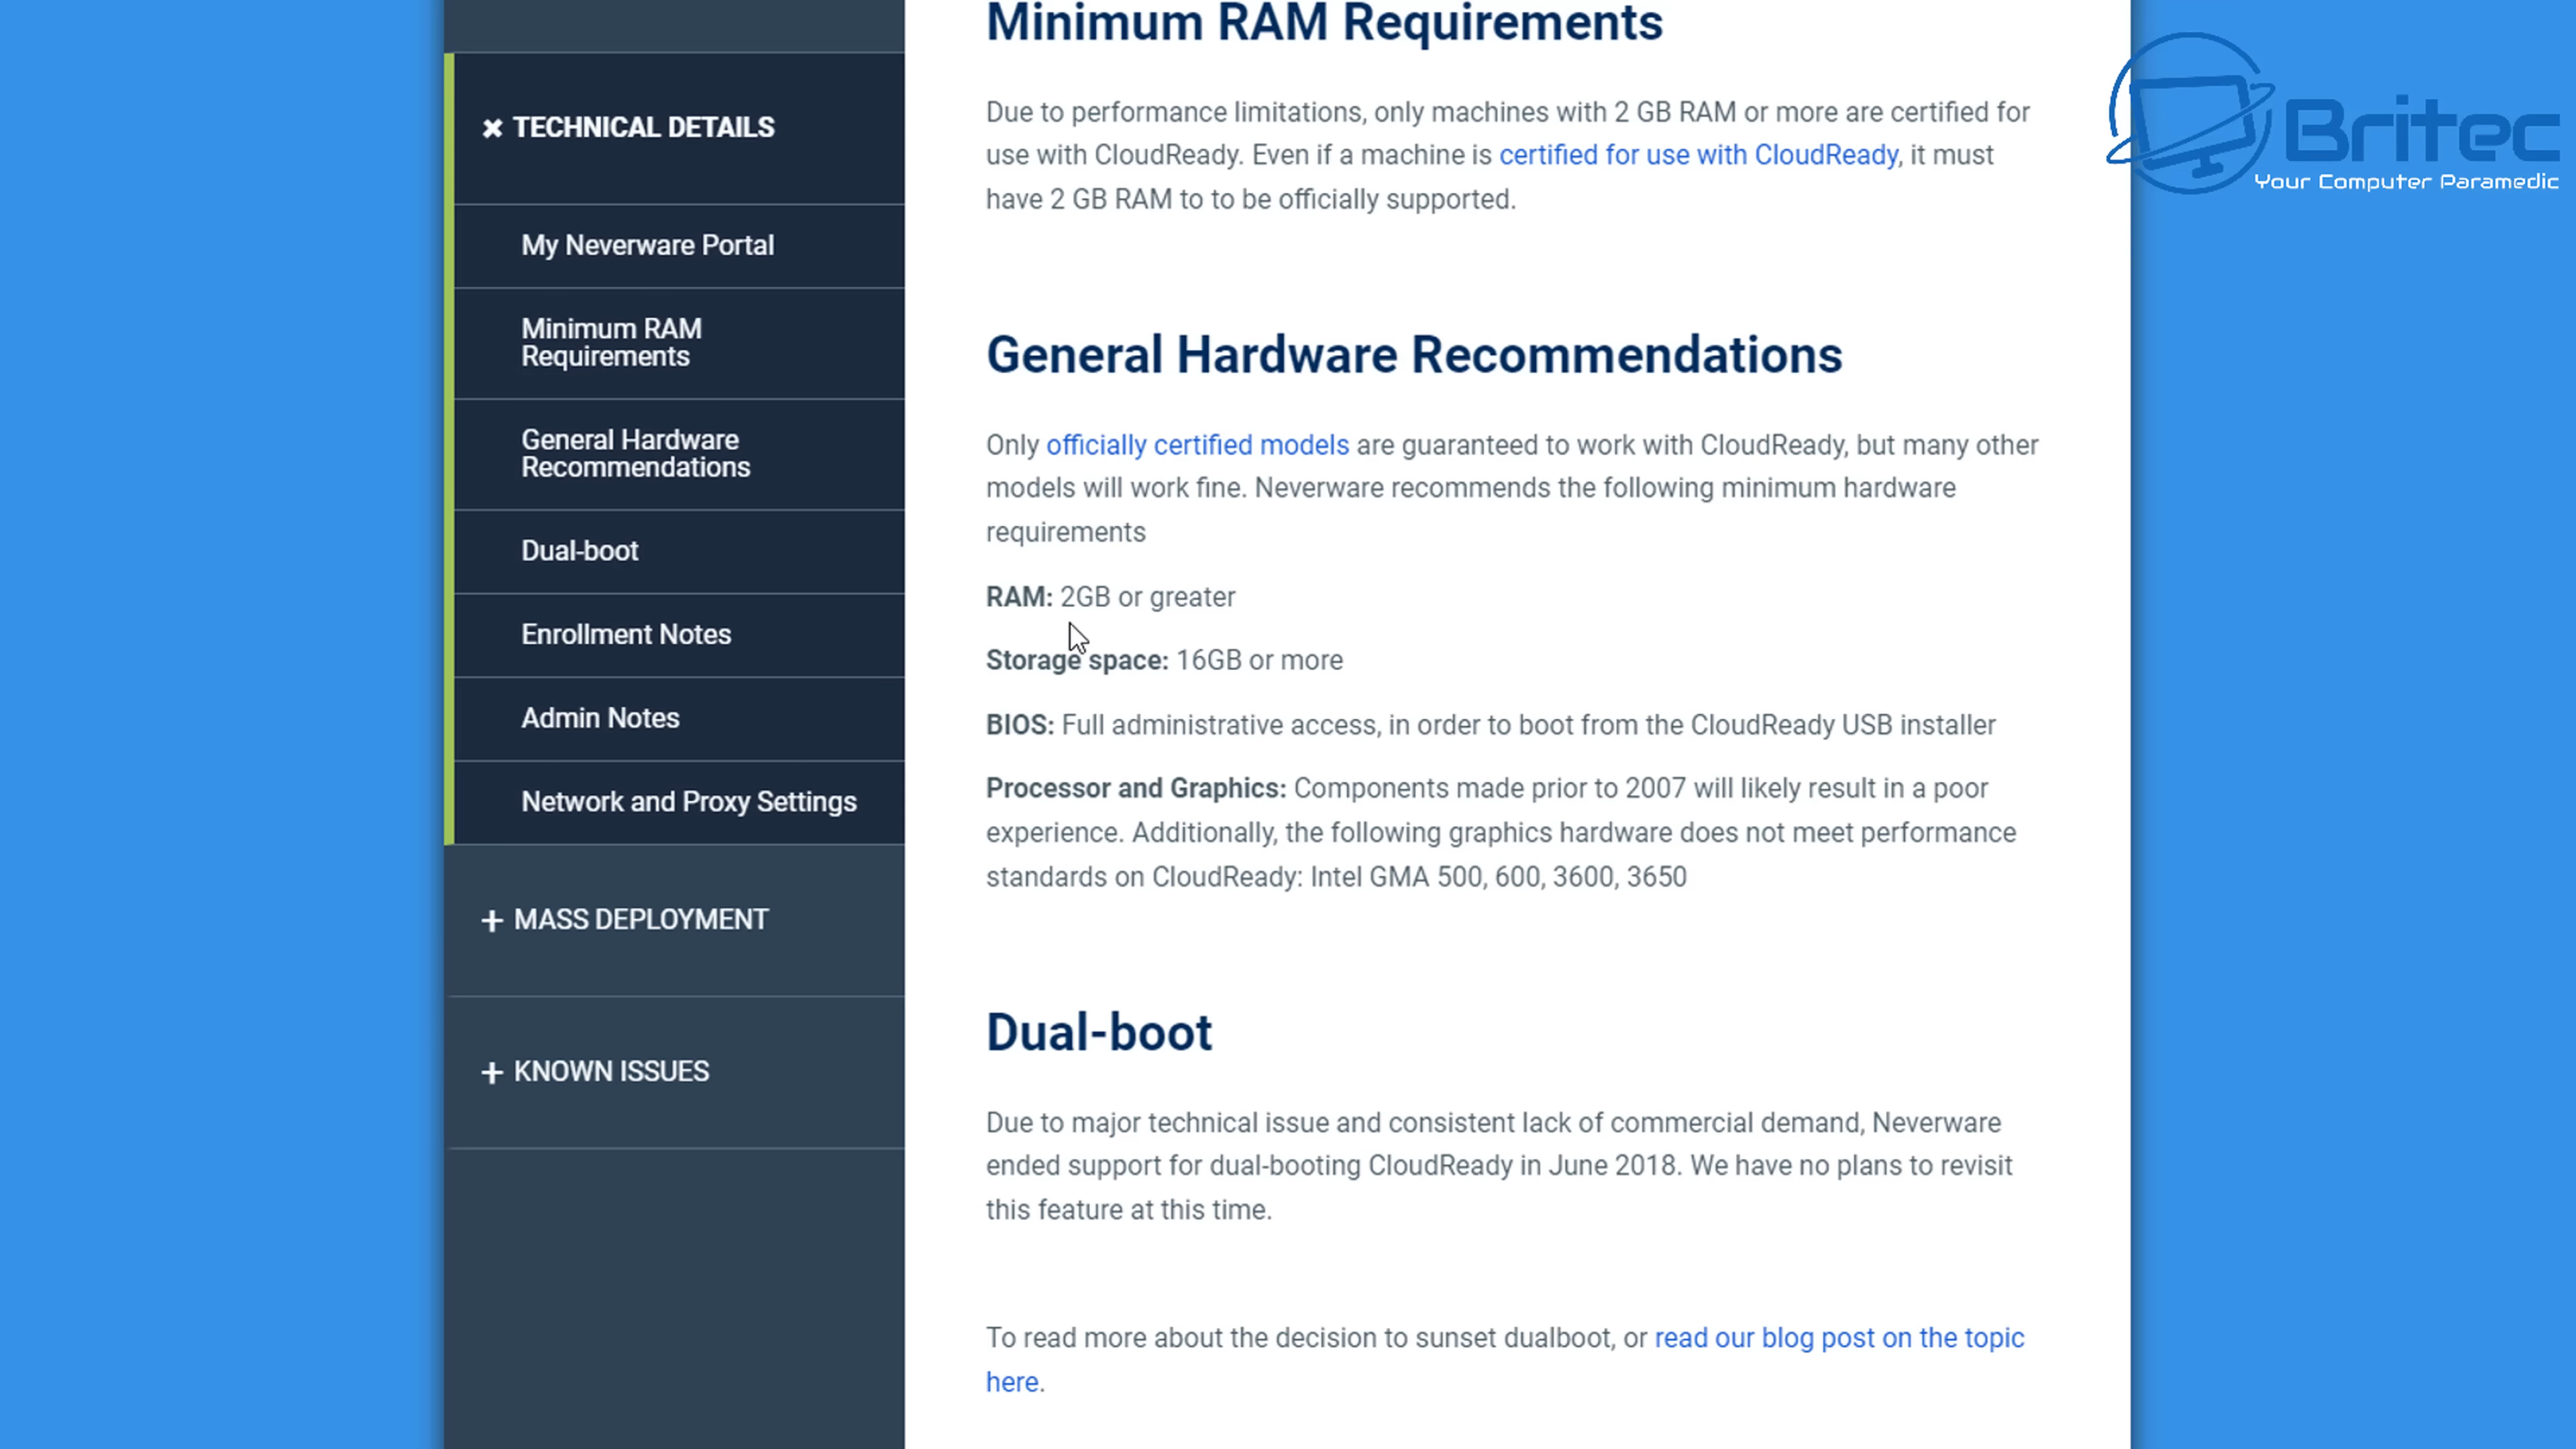 Minimum RAM Requirements
Due to performance limitations, only machines with 2 GB RAM or more are certified for
use with CloudReady. Even if a machine is certified for use with CloudReady, it must
have 2 GB RAM to to be officially supported.
General Hardware Recommendations
Only officially certified models are guaranteed to work with CloudReady, but many other
models will work fine. Neverware recommends the following minimum hardware
requirements
RAM: 2GB or greater
Storage space: 16GB or more
BIOS: Full administrative access, in order to boot from the CloudReady USB installer
Processor and Graphics: Components made prior to 2007 will likely result in a poor
experience. Additionally, the following graphics hardware does not meet performance
standards on CloudReady: Intel GMA 500, 600, 3600, 3650
Dual-boot
Due to major technical issue and consistent lack of commercial demand, Neverware
ended support for dual-booting CloudReady in June 2018. We have no plans to revisit
this feature at this time.
To read more about the decision to sunset dualboot, or read our blog post on the topic
here.
TECHNICAL DETAILS
My Neverware Portal
Minimum RAM
Requirements
General Hardware
Recommendations
Dual-boot
Enrollment Notes
Admin Notes
Network and Proxy Settings
+ MASS DEPLOYMENT
+ KNOWN ISSUES
Britec
Your Computer Paramedic